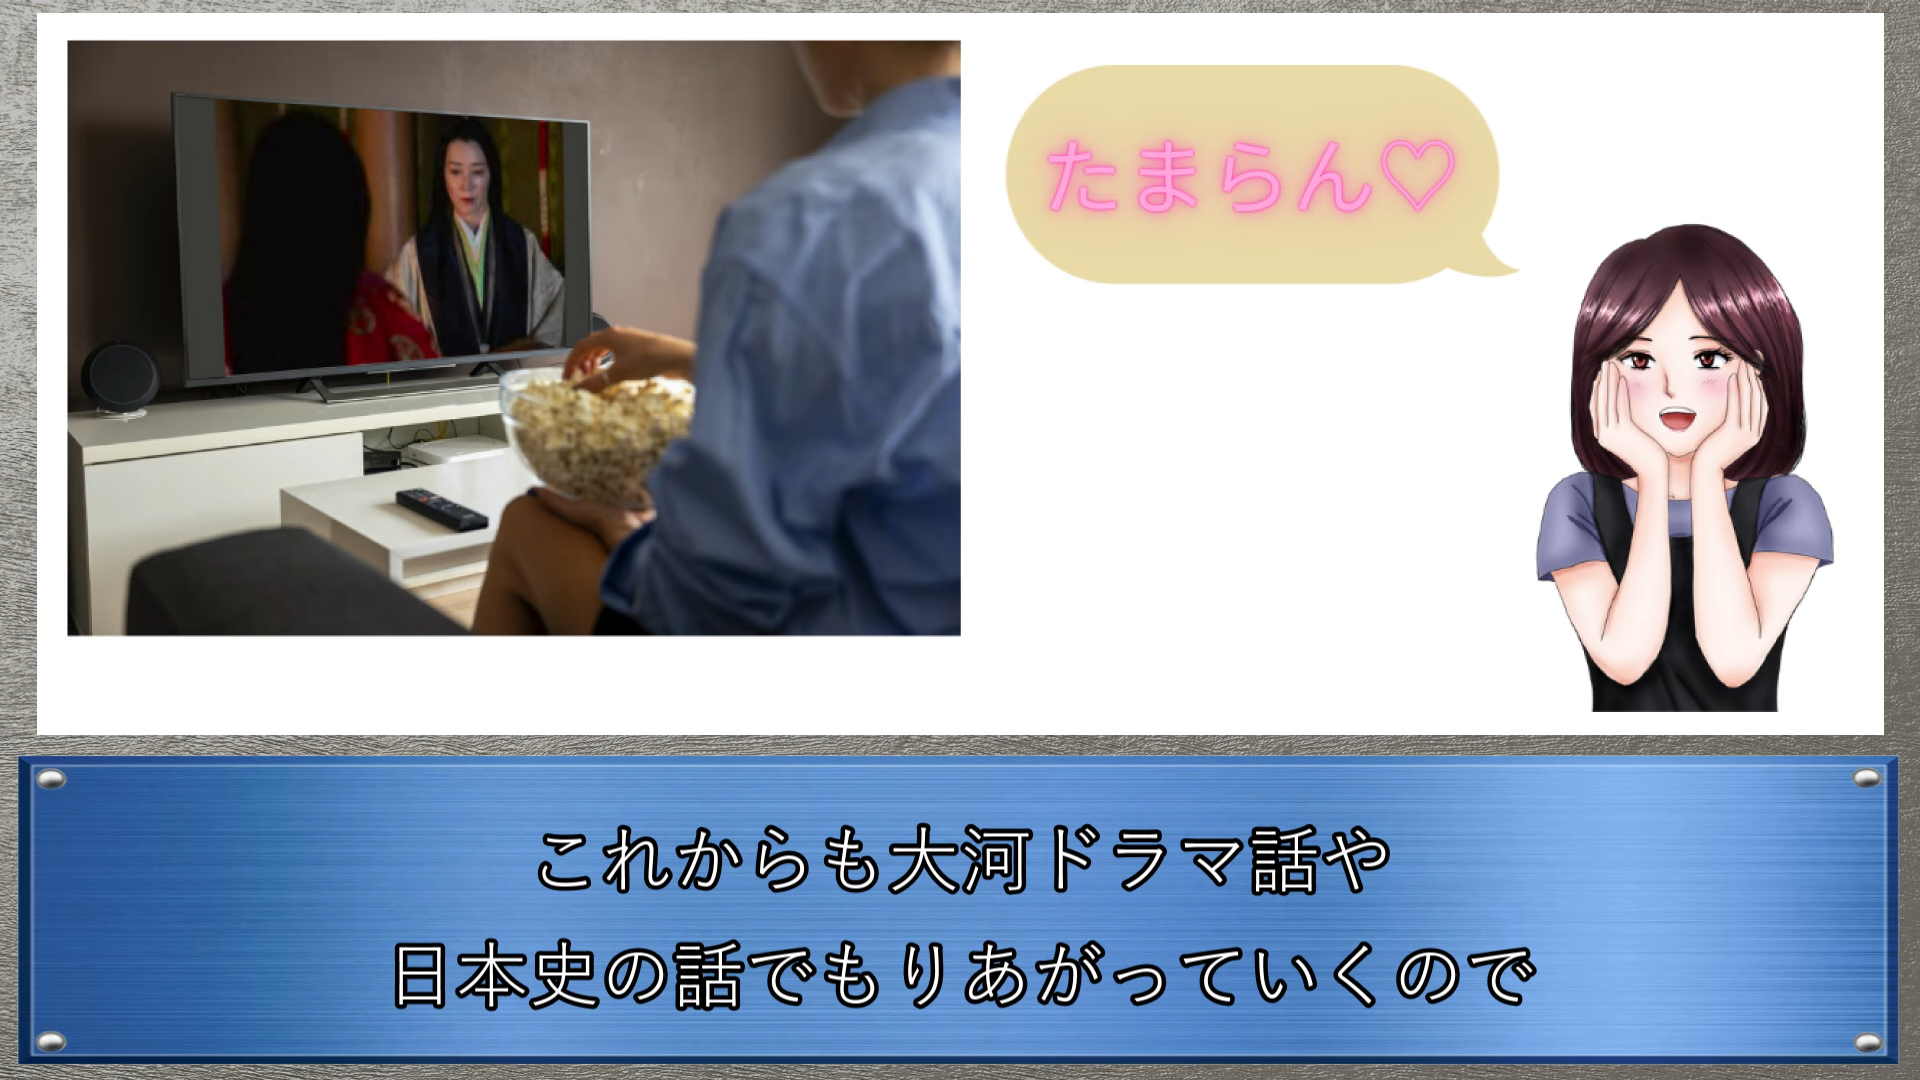 たまらん♡
これからも大河ドラマ話や
日本史の話でもりあがっていくので